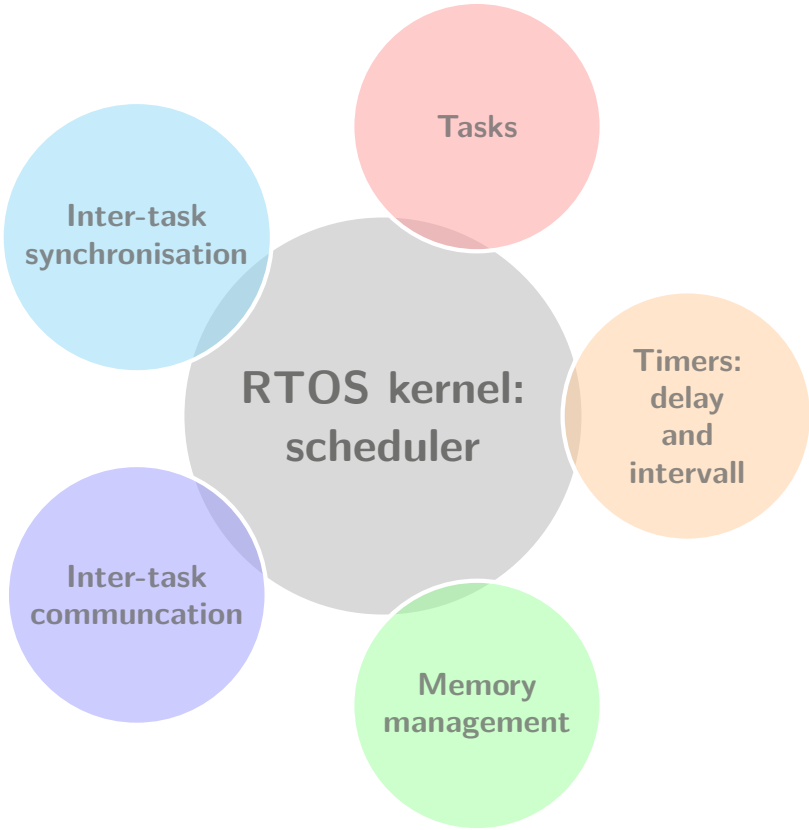 Tasks
Inter-task
synchronisation
RTOS kernel:
scheduler
Timers:
delay
and
intervall
Inter-task
communcation
Memory
management